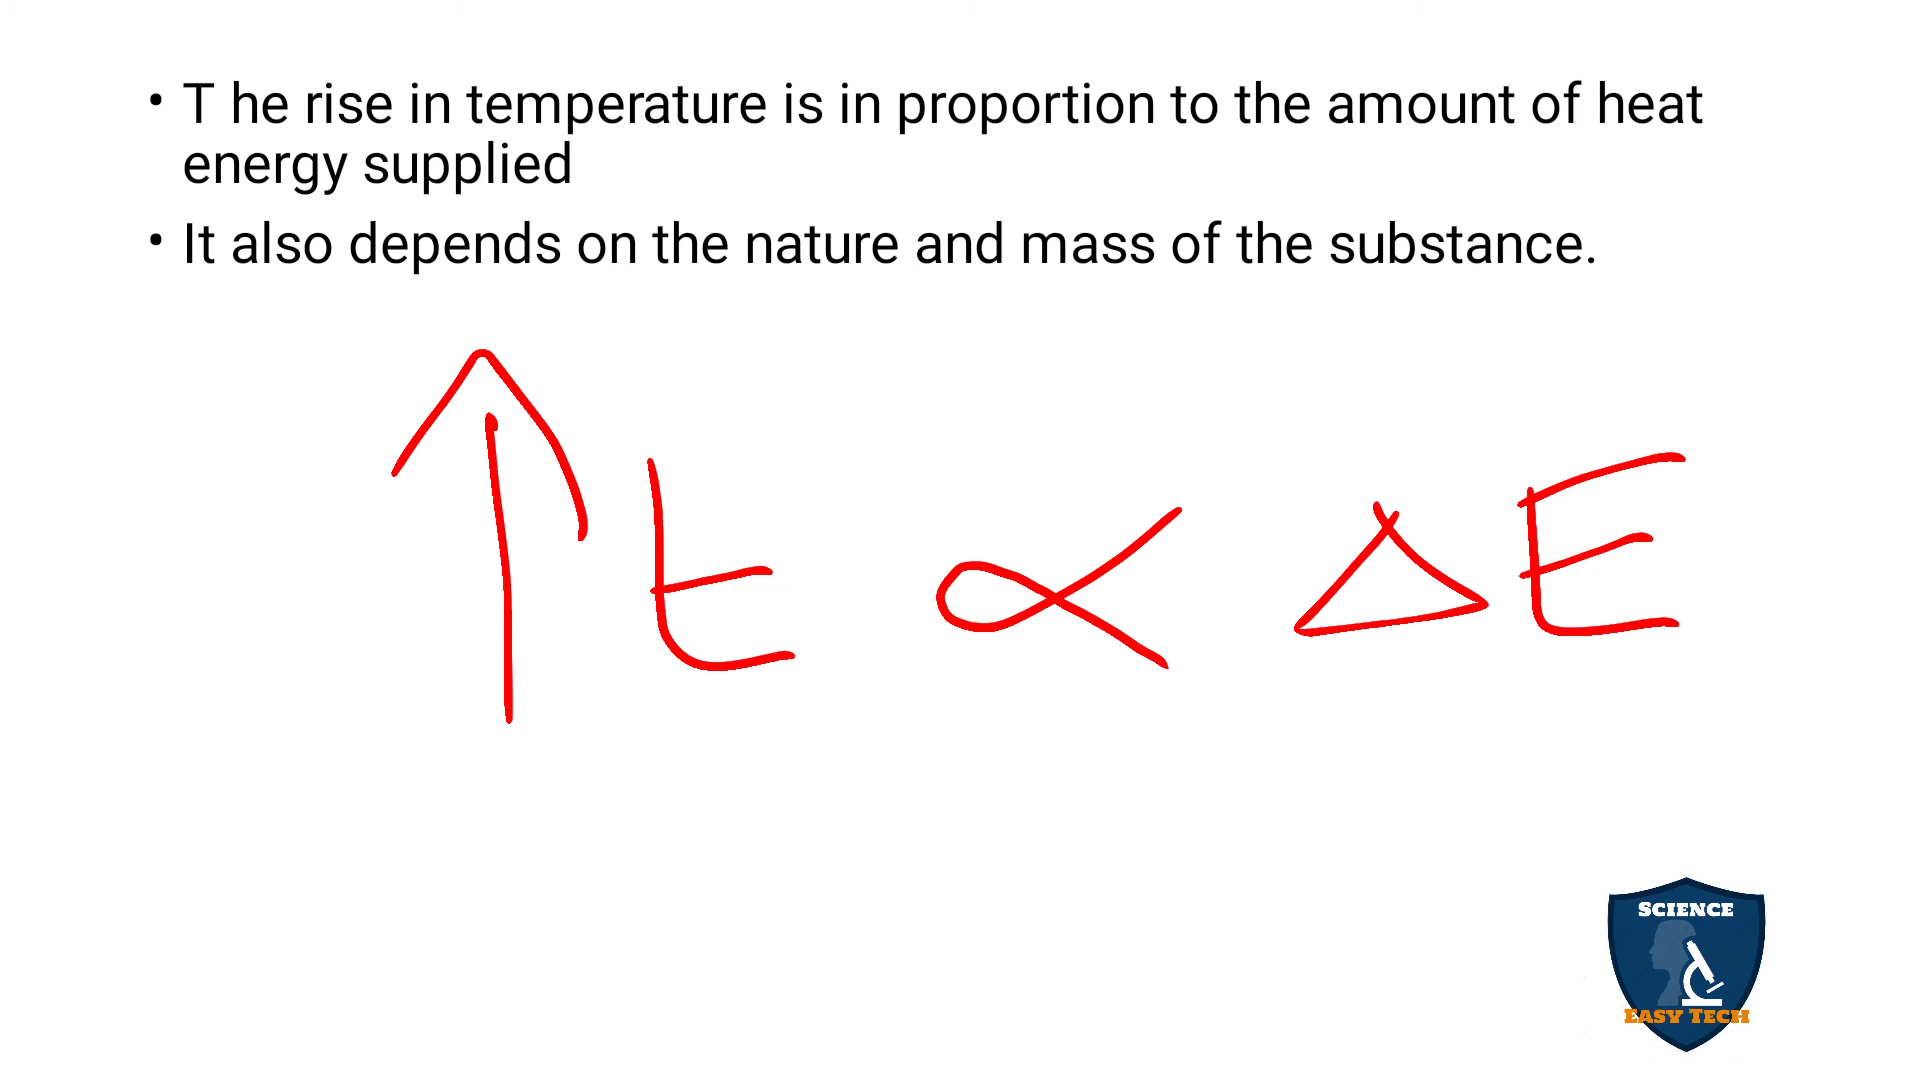 • T he rise in temperature is in proportion to the amount of heat
energy supplied
• It also depends on the nature and mass of the substance.
↑ t ∝ Δ E
SCIENCE
EASY TECH